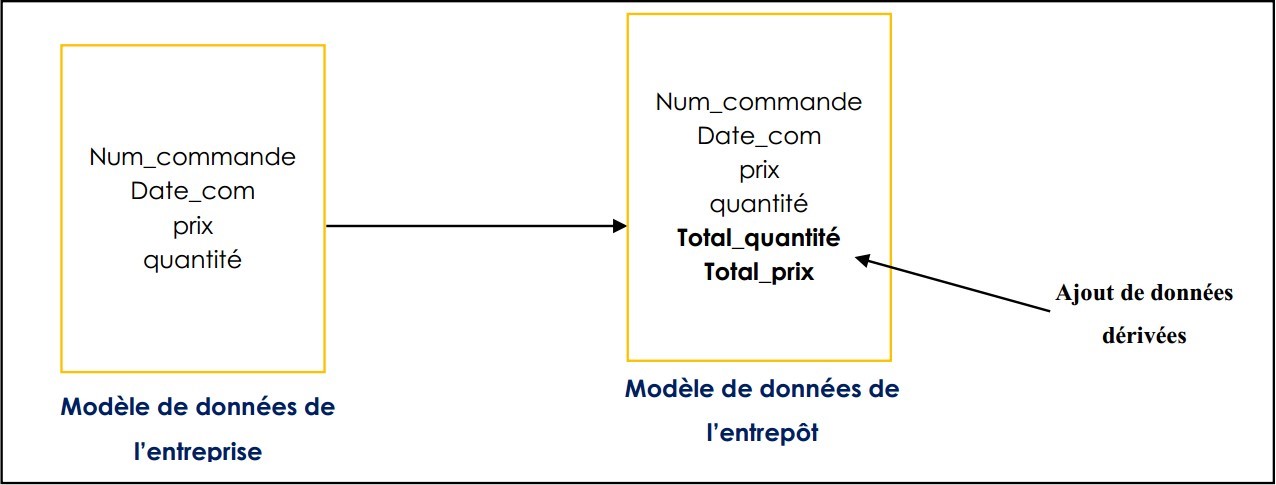 Num_commande
Date_com
prix
quantité
Modèle de données de
l’entreprise
Num_commande
Date_com
prix
quantité
Total_quantité
Total_prix
Modèle de données de
l’entrepôt
Ajout de données
dérivées